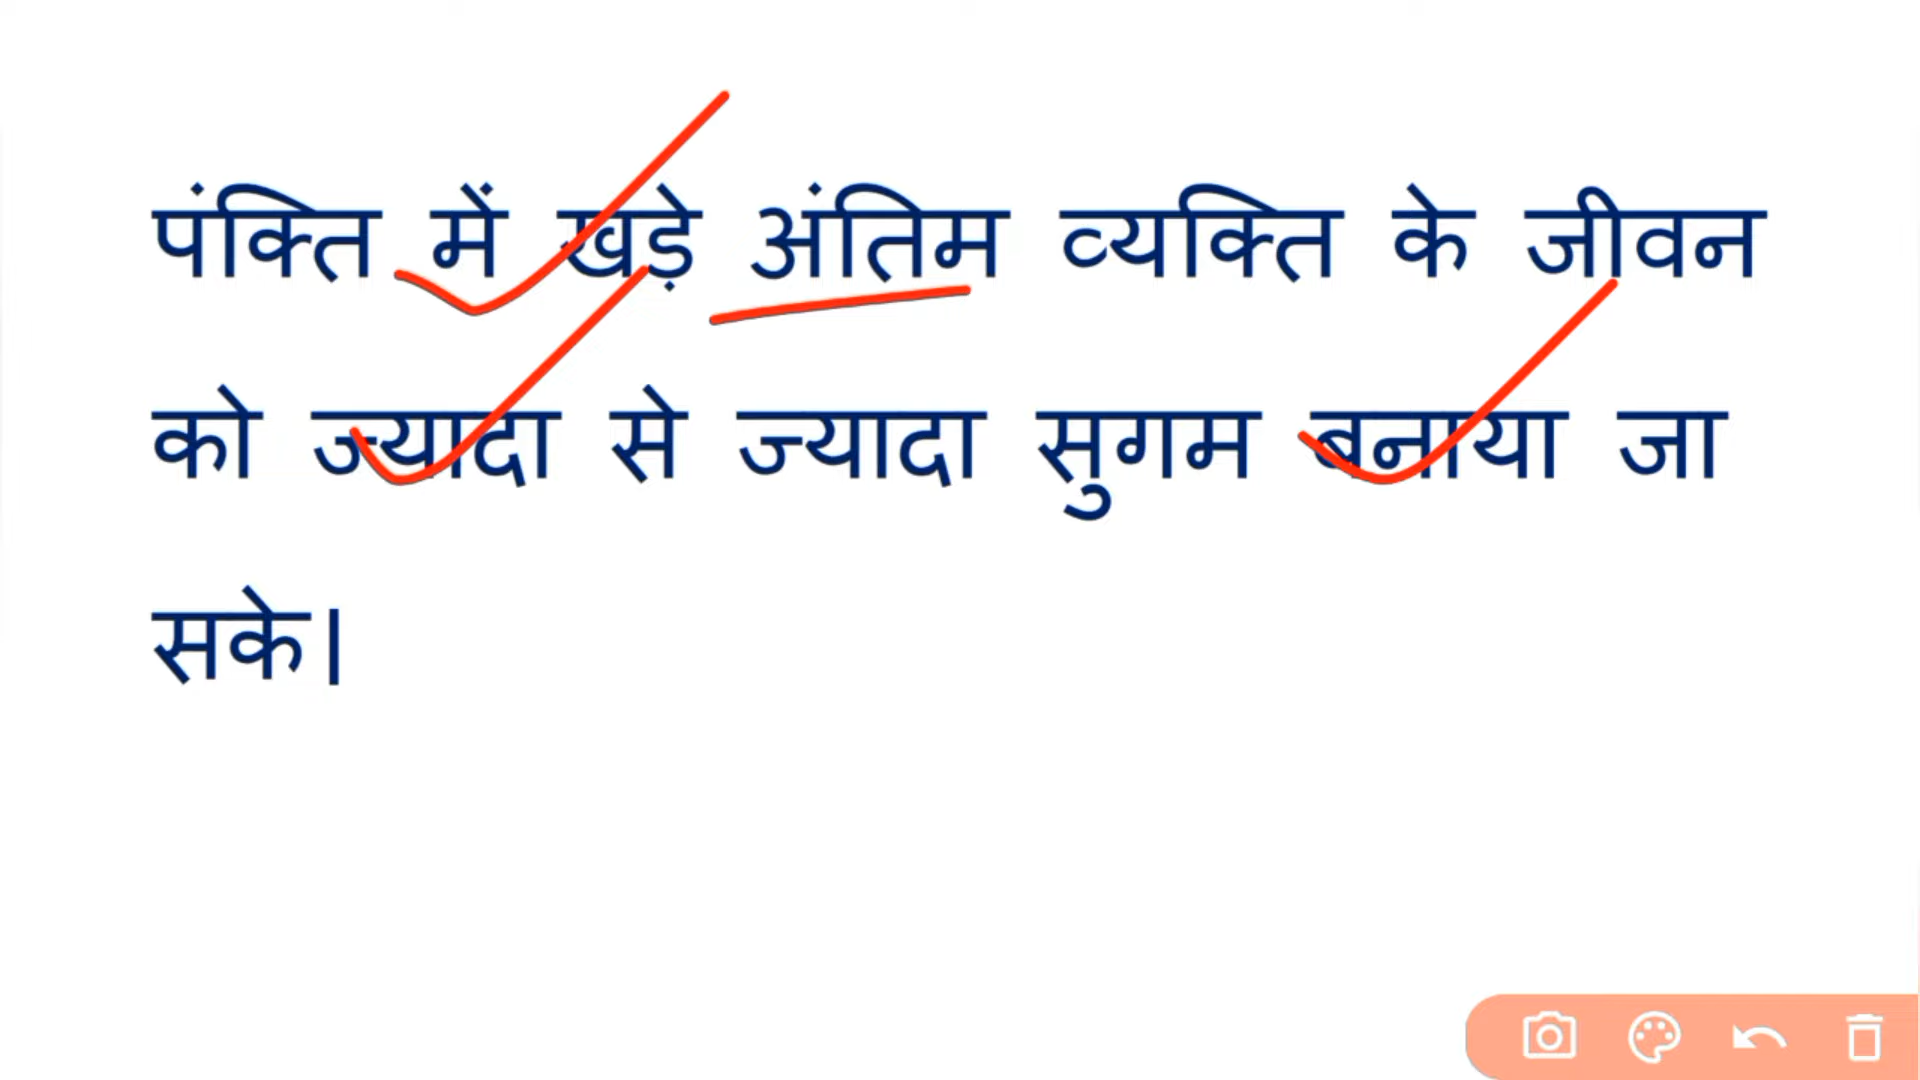 पंक्ति में खड़े अंतिम व्यक्ति के जीवन
को ज्यादा से ज्यादा सुगम बनाया जा
सके।